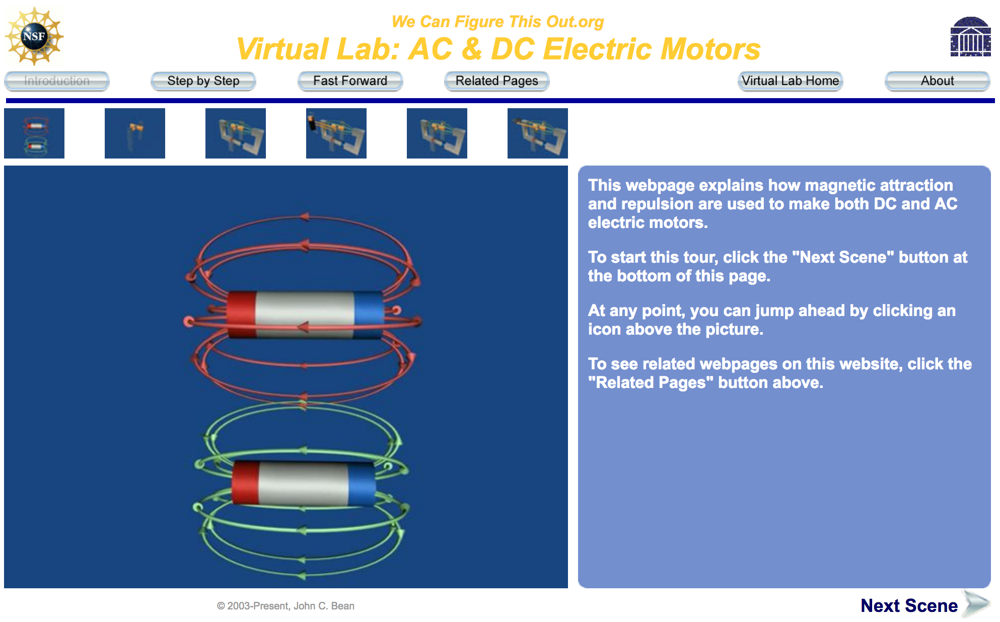 NSF
We Can Figure This Out.org
Virtual Lab: AC & DC Electric Motors
Introduction
Step by Step
Fast Forward
Related Pages
Virtual Lab Home
About
This webpage explains how magnetic attraction
and repulsion are used to make both DC and AC
electric motors.
To start this tour, click the "Next Scene" button at
the bottom of this page.
At any point, you can jump ahead by clicking an
icon above the picture.
To see related webpages on this website, click the
"Related Pages" button above.
© 2003-Present, John C. Bean
Next Scene